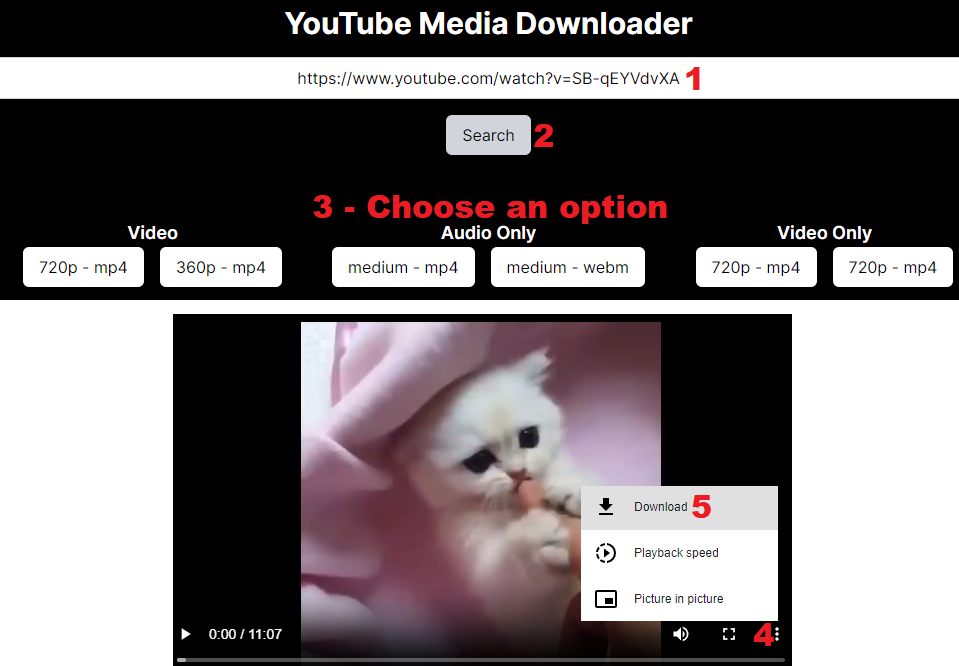 YouTube Media Downloader
https://www.youtube.com/watch?v=SB-qEYVdvXA 1
Search 2
3 - Choose an option
Video Audio Only Video Only
720p - mp4 360p - mp4 medium - mp4 medium - webm 720p - mp4 720p - mp4
Download 5
Playback speed
Picture in picture
0:00 / 11:07 4